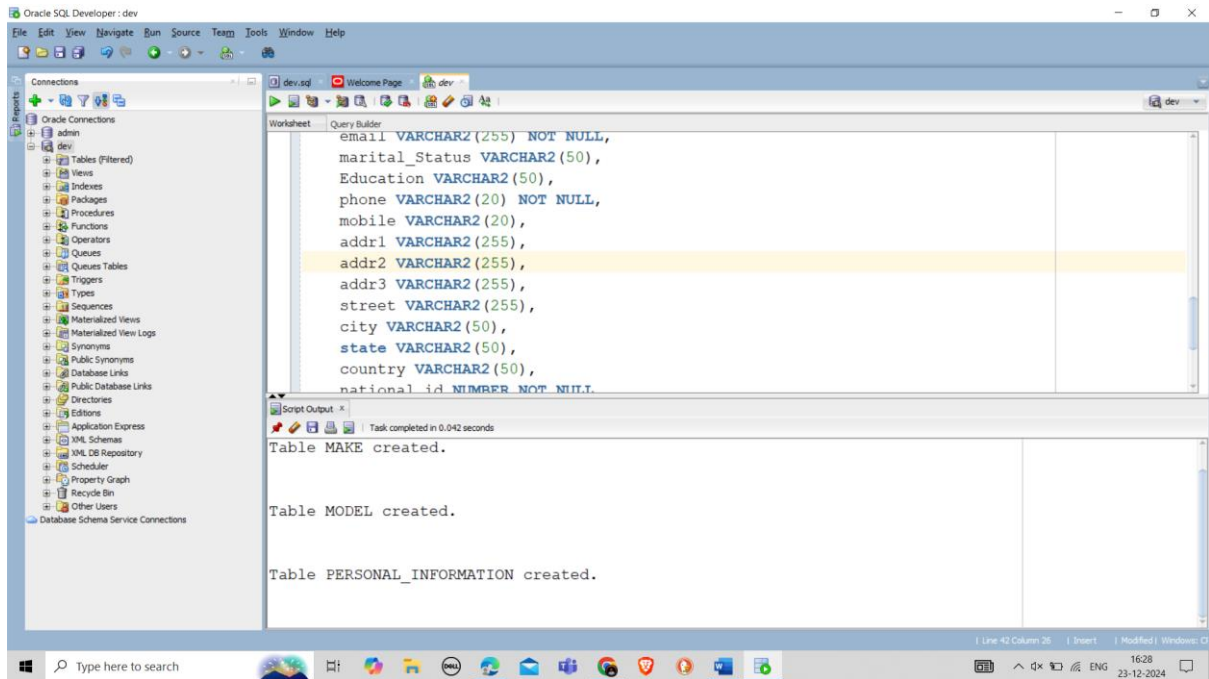 Oracle SQL Developer : dev
File Edit View Navigate Run Source Team Tools Window Help
Connections
dev.sql Welcome Page dev
Reports
dev
Oracle Connections
admin
dev
Tables (Filtered)
Views
Indexes
Packages
Procedures
Functions
Operators
Queues
Queues Tables
Triggers
Types
Sequences
Materialized Views
Materialized View Logs
Synonyms
Public Synonyms
Database Links
Public Database Links
Directories
Editions
Application Express
XML Schemas
XML DB Repository
Scheduler
Property Graph
Recycle Bin
Other Users
Database Schema Service Connections
Worksheet Query Builder
email VARCHAR2(255) NOT NULL,
marital_Status VARCHAR2(50),
Education VARCHAR2(50),
phone VARCHAR2(20) NOT NULL,
mobile VARCHAR2(20),
addr1 VARCHAR2(255),
addr2 VARCHAR2(255),
addr3 VARCHAR2(255),
street VARCHAR2(255),
city VARCHAR2(50),
state VARCHAR2(50),
country VARCHAR2(50),
national_id NUMBER NOT NULL
Script Output
Task completed in 0.042 seconds
Table MAKE created.
Table MODEL created.
Table PERSONAL_INFORMATION created.
| Line 42 Column 26 | Insert | Modified | Windows: C
Type here to search
DELL
ENG
16:28
23-12-2024